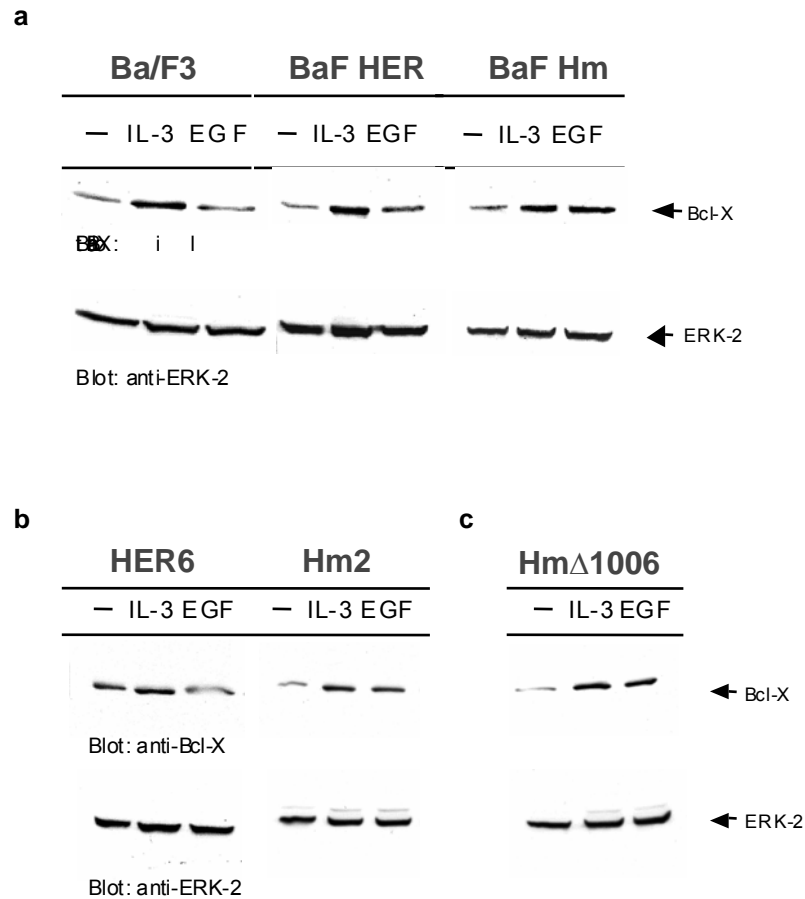 a
Ba/F3 BaF HER BaF Hm
— IL-3 EGF — IL-3 EGF — IL-3 EGF
Bcl-X
ERK-2
Blot: anti-ERK-2
b
c
HER6 Hm2 HmΔ1006
— IL-3 EGF — IL-3 EGF — IL-3 EGF
Bcl-X
Blot: anti-Bcl-X
ERK-2
Blot: anti-ERK-2